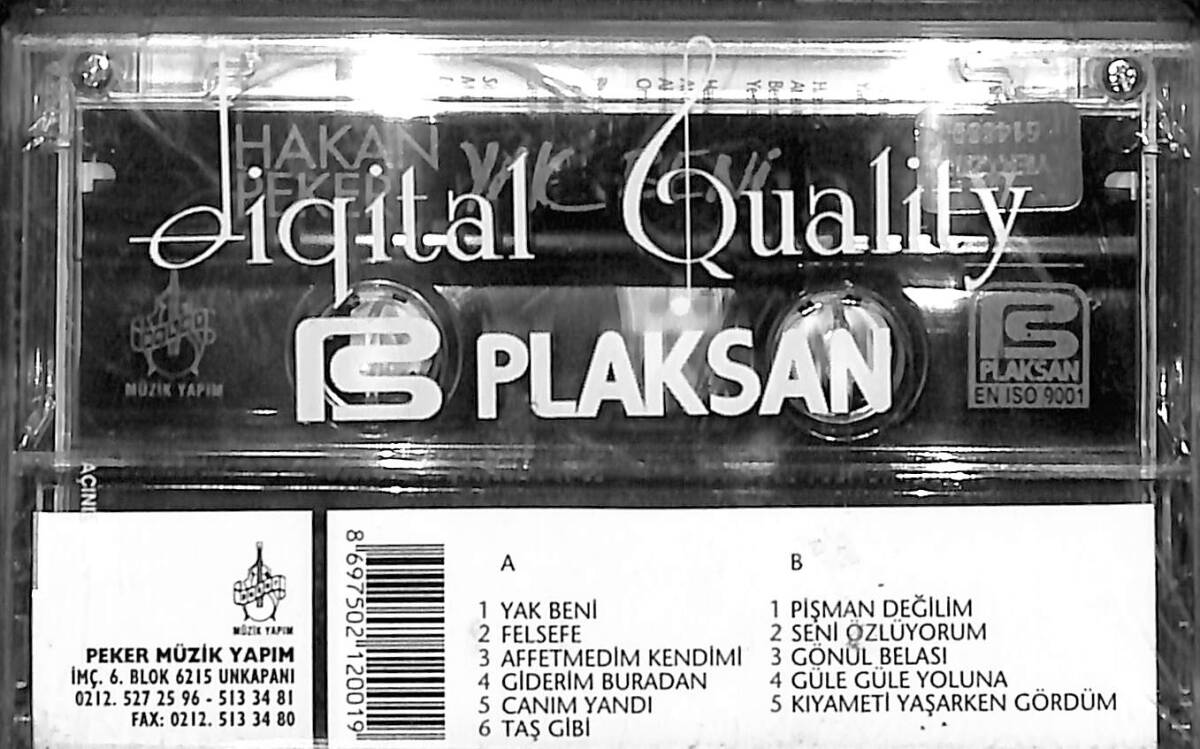 HAKAN
PEKER
YAK BENİ
digital Quality
MÜZİK YAPIM
PLAKSAN
PLAKSAN
EN ISO 9001
MÜZİK YAPIM
PEKER MÜZİK YAPIM
İMÇ. 6. BLOK 6215 UNKAPANI
0212. 527 25 96 - 513 34 81
FAX: 0212. 513 34 80
8 697502 120019
A
1 YAK BENİ
2 FELSEFE
3 AFFETMEDİM KENDİMİ
4 GİDERİM BURADAN
5 CANIM YANDI
6 TAŞ GİBİ
B
1 PİŞMAN DEĞİLİM
2 SENİ ÖZLÜYORUM
3 GÖNÜL BELASI
4 GÜLE GÜLE YOLUNA
5 KIYAMETİ YAŞARKEN GÖRDÜM